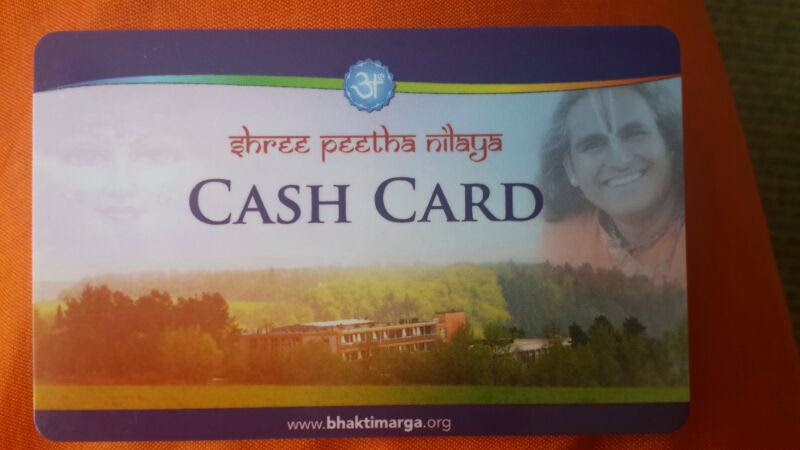 shree peetha nilaya
CASH CARD
www.bhaktimarga.org